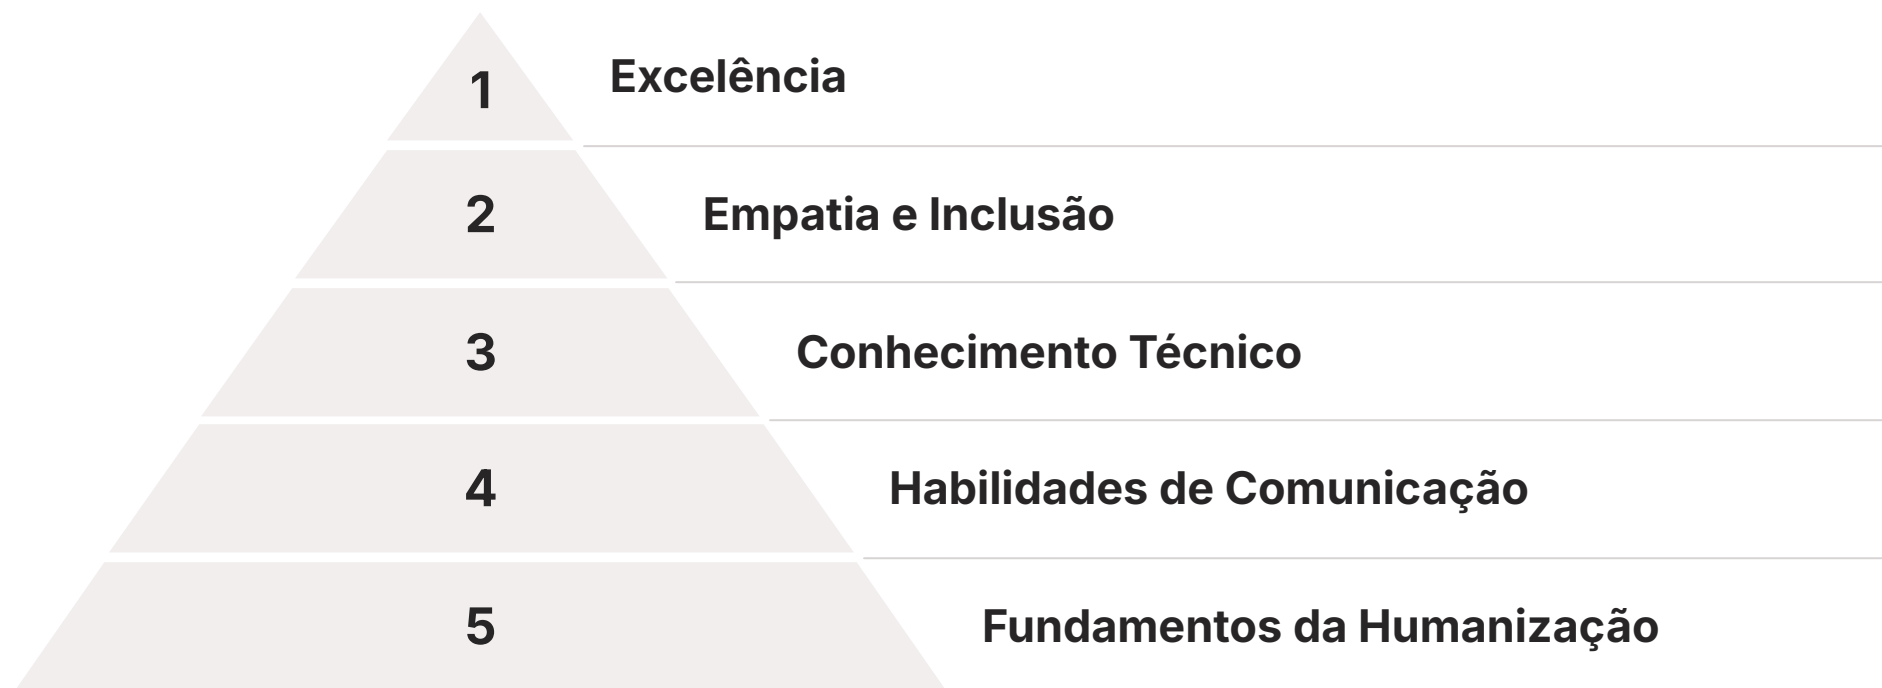 1
Excelência
2
Empatia e Inclusão
3
Conhecimento Técnico
4
Habilidades de Comunicação
5
Fundamentos da Humanização